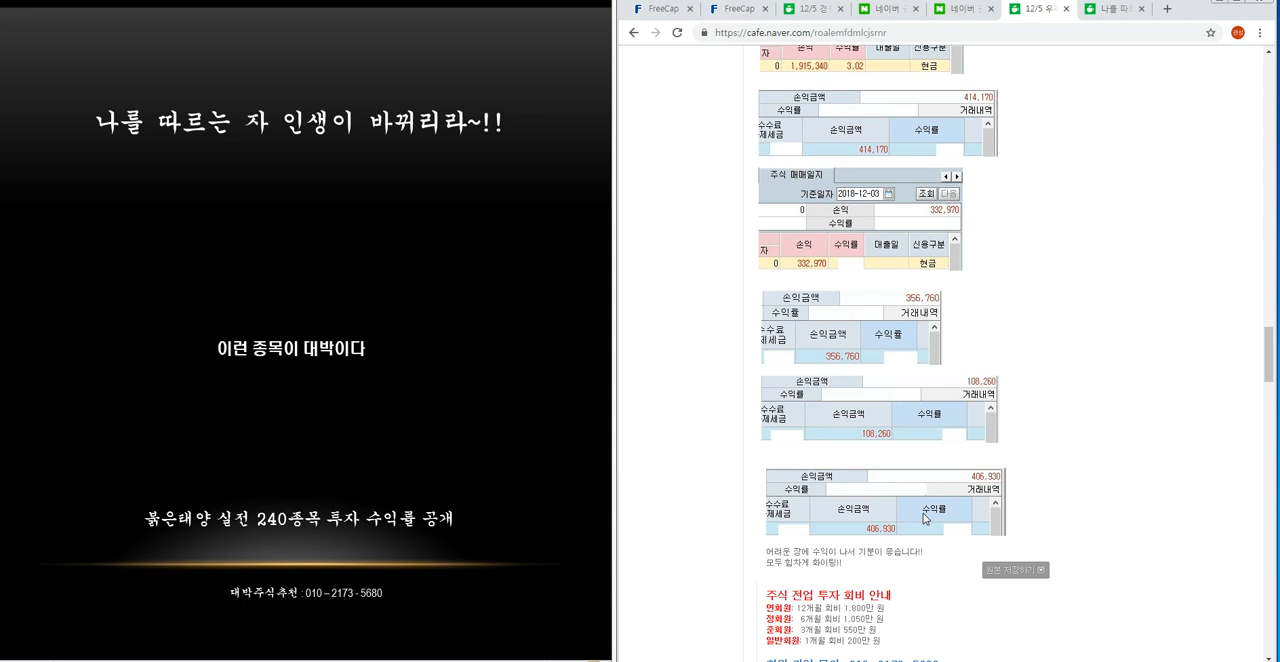 나를 따르는 자 인생이 바뀌리라~!!
이런 종목이 대박이다
붉은태양 실전 240종목 투자 수익률 공개
대박주식추천 : 010 – 2173 - 5680
FreeCap
FreeCap
네이버
네이버
12/5 우
나를 따
https://cafe.naver.com/roalemfdmlcjsrnr
자 손익 수익률 대출일 신용구분
0 1,915,340 3.02 현금
손익금액 414,170
수익률 거래내역
수수료 손익금액 수익률
제세금
414,170
주식 매매일지
기준일자 2018-12-03 조회 다음
0 손익 332,970
수익률
자 손익 수익률 대출일 신용구분
0 332,970 현금
손익금액 356,760
수익률 거래내역
수수료 손익금액 수익률
제세금
356,760
손익금액 108,260
수익률 거래내역
수수료 손익금액 수익률
제세금
108,260
손익금액 406,930
수익률 거래내역
수수료 손익금액 수익률
제세금
406,930
어려운 장에 수익이 나서 기분이 좋습니다!!
모두 힘차게 화이팅!!
원본 저장하기
주식 전업 투자 회비 안내
연회원: 12개월 회비 1.800만 원
정회원: 6개월 회비 1.050만 원
준회원: 3개월 회비 550만 원
일반회원: 1개월 회비 200만 원